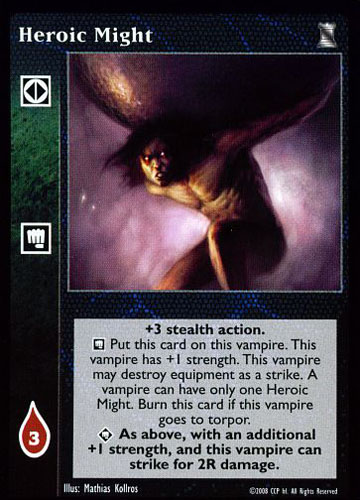 Heroic Might
+3 stealth action.
Put this card on this vampire. This
vampire has +1 strength. This vampire
may destroy equipment as a strike. A
vampire can have only one Heroic
Might. Burn this card if this vampire
goes to torpor.
As above, with an additional
+1 strength, and this vampire can
strike for 2R damage.
3
Illus: Mathias Kollros
©2008 CCP hf. All Rights Reserved